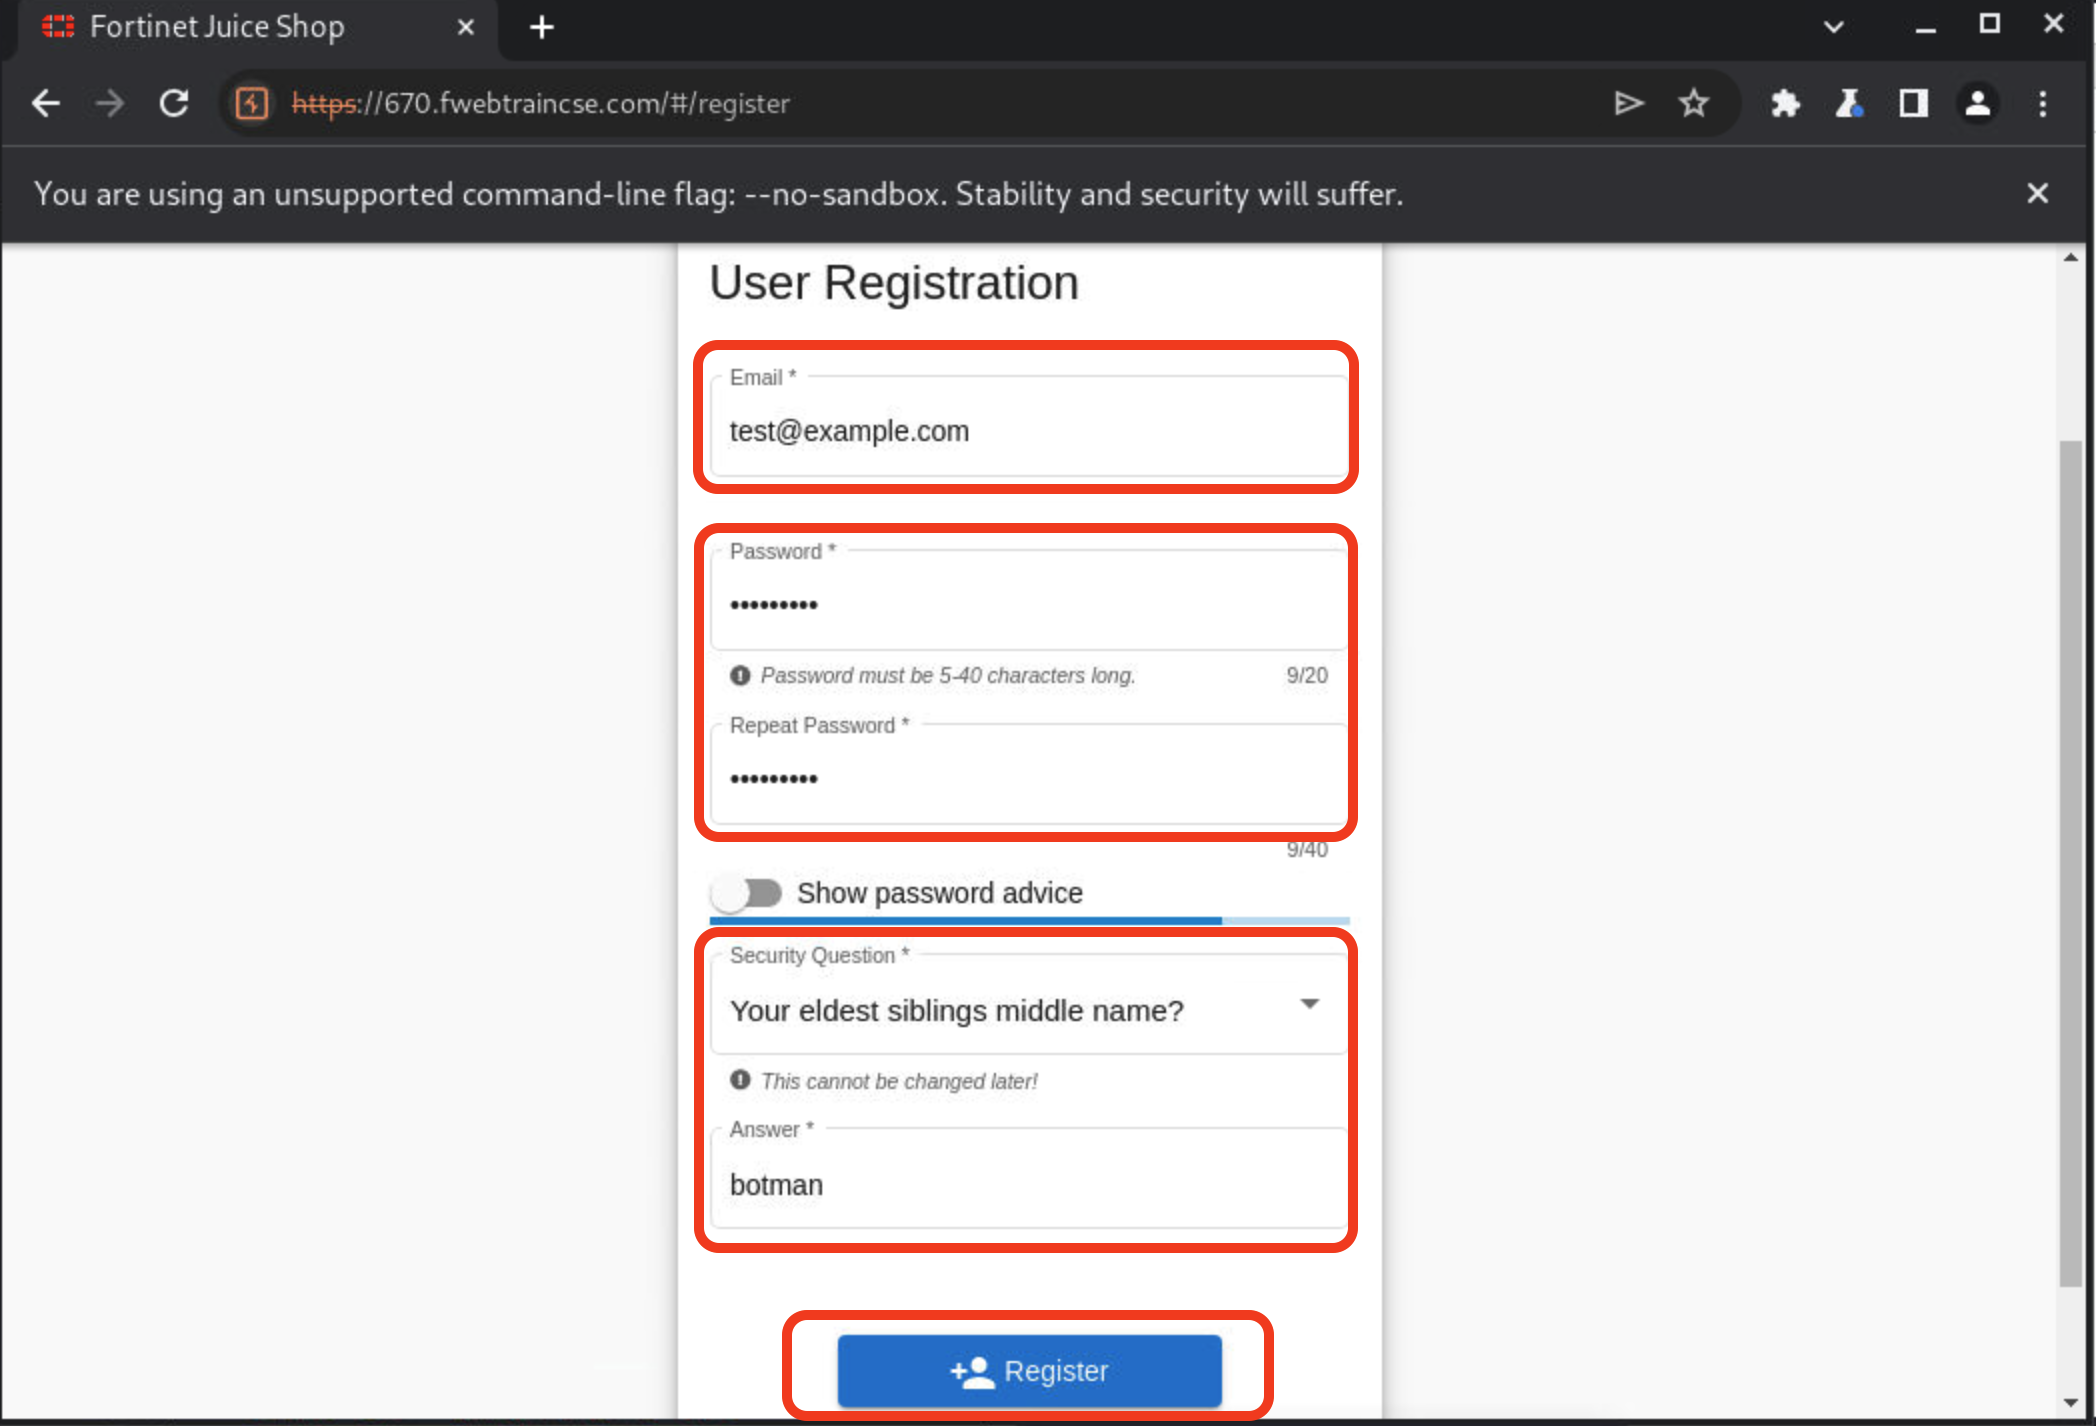 Fortinet Juice Shop
https://670.fwebtraincse.com/#/register
You are using an unsupported command-line flag: --no-sandbox. Stability and security will suffer.
User Registration
Email *
test@example.com
Password *
•••••••••
Password must be 5-40 characters long. 9/20
Repeat Password *
•••••••••
9/40
Show password advice
Security Question *
Your eldest siblings middle name?
This cannot be changed later!
Answer *
botman
Register